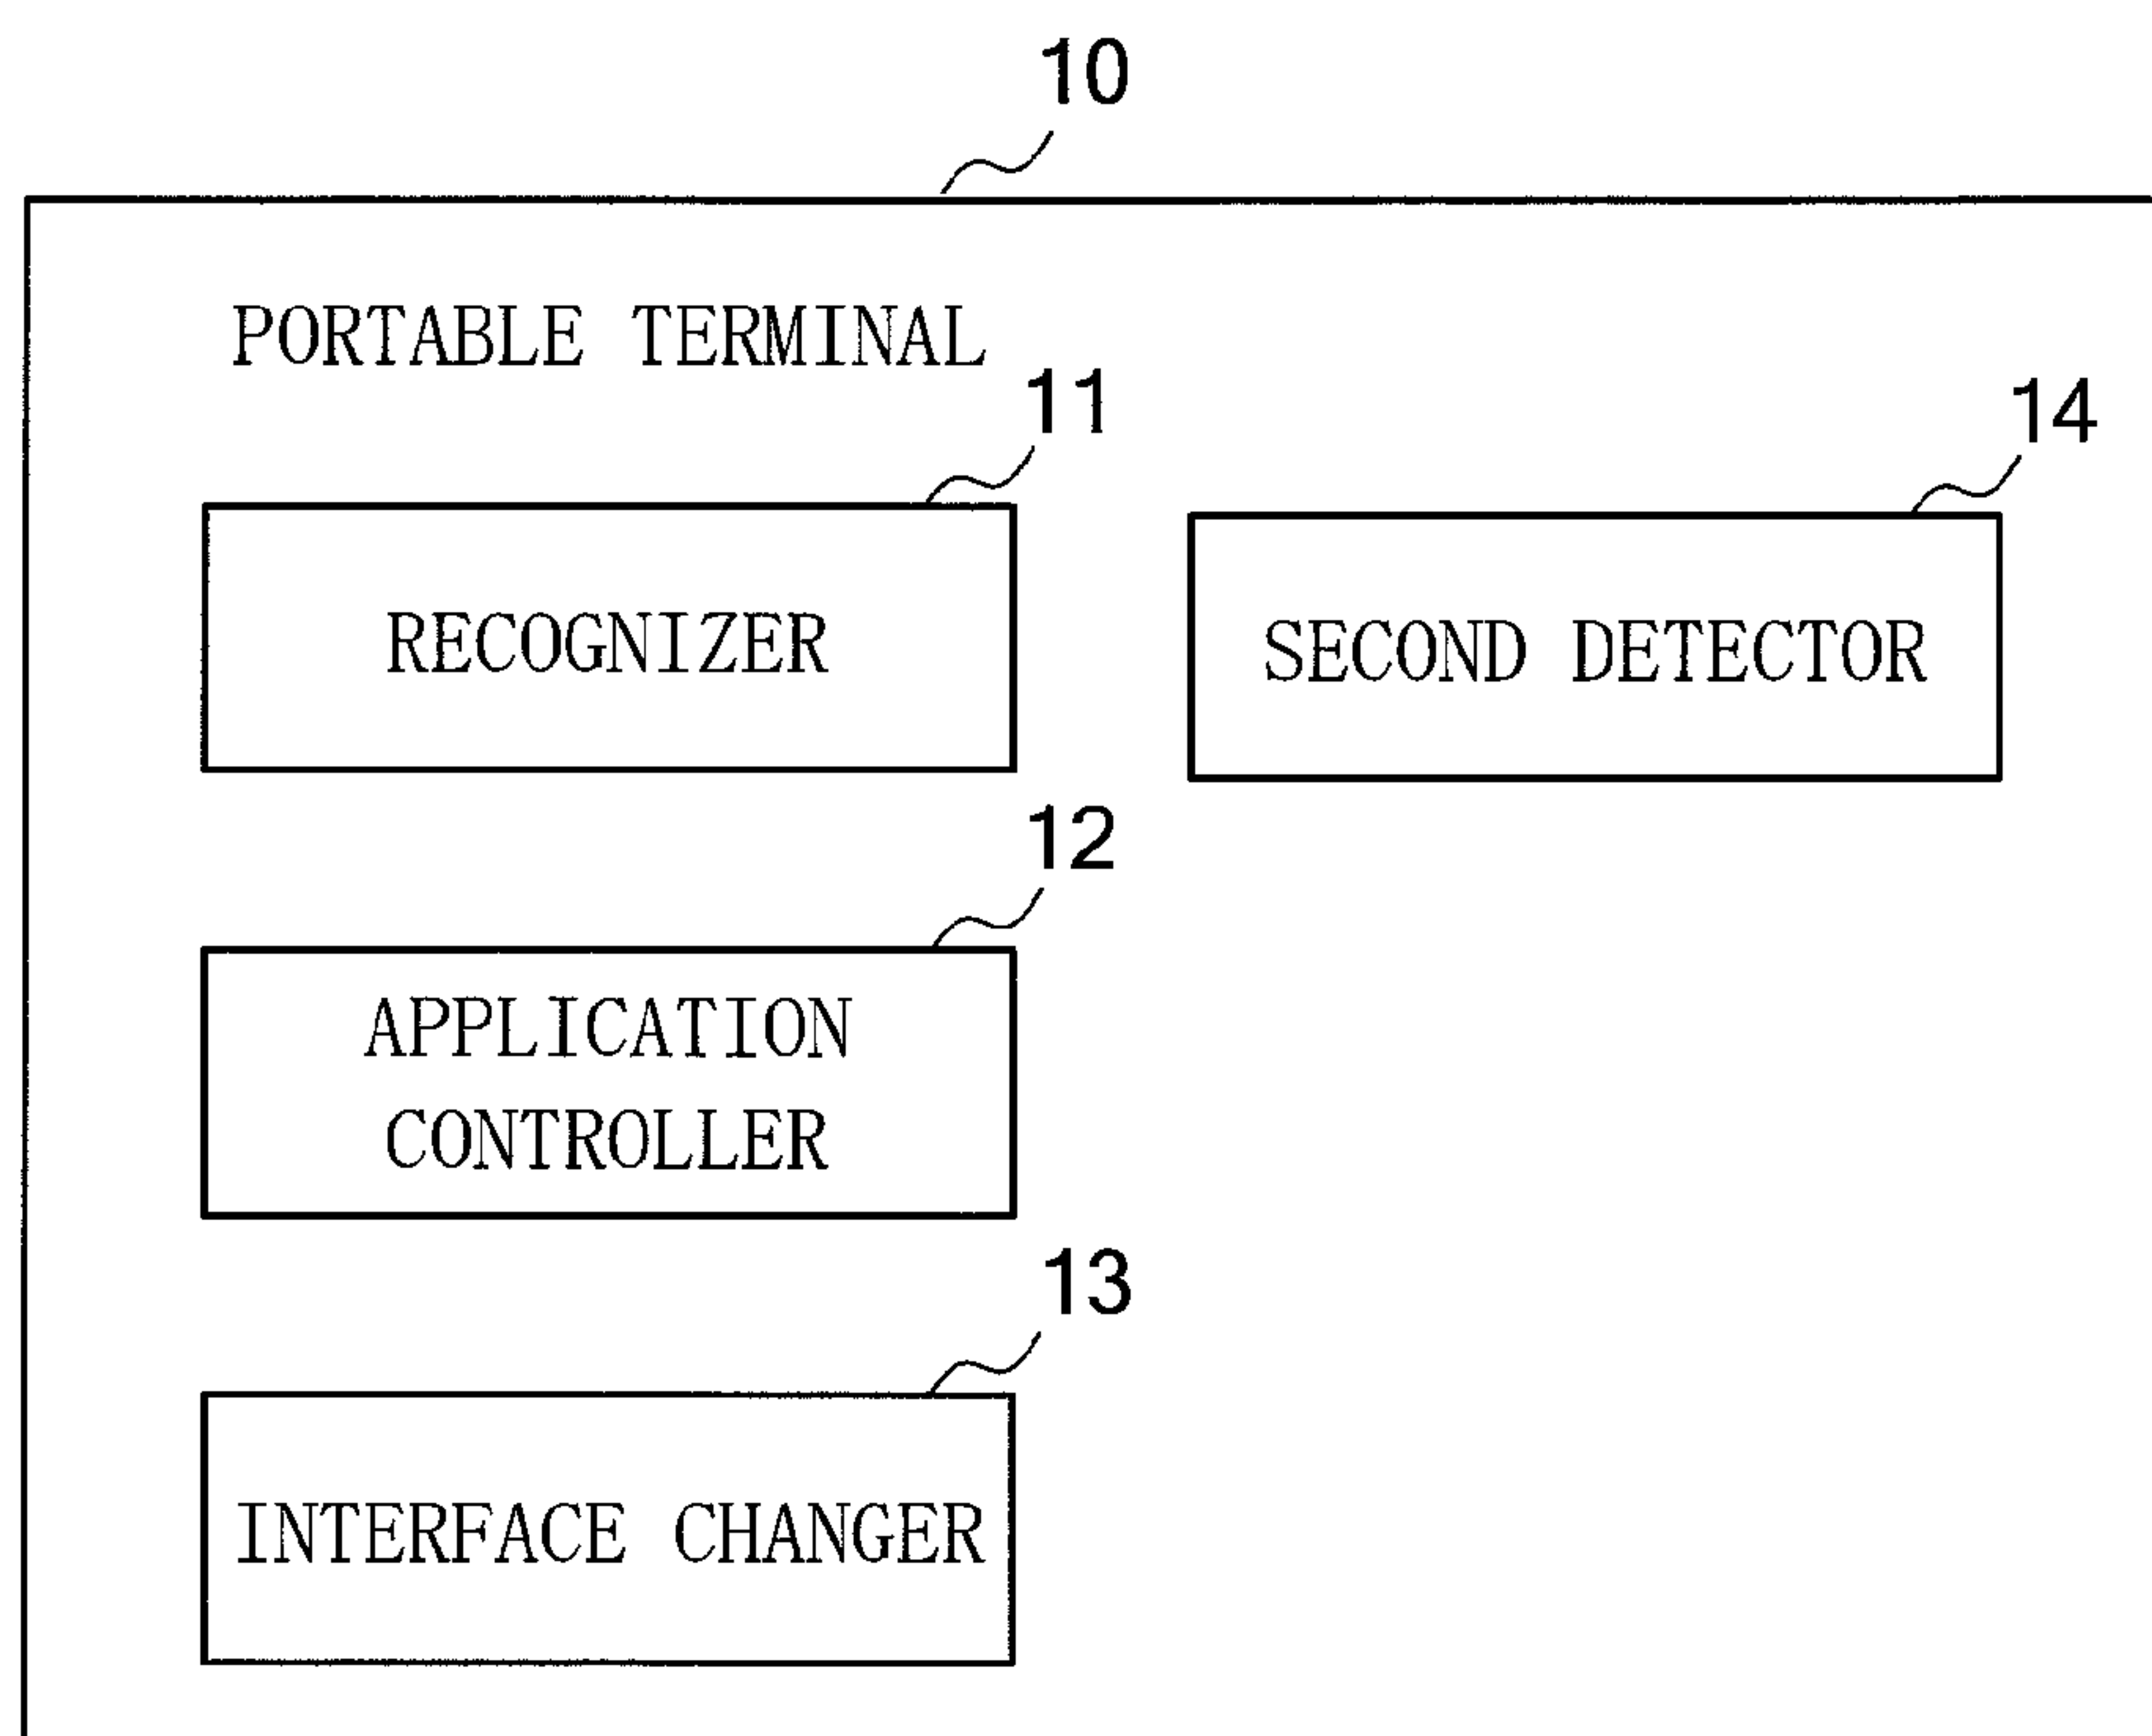 10
PORTABLE TERMINAL
11
RECOGNIZER
14
SECOND DETECTOR
12
APPLICATION
CONTROLLER
13
INTERFACE CHANGER